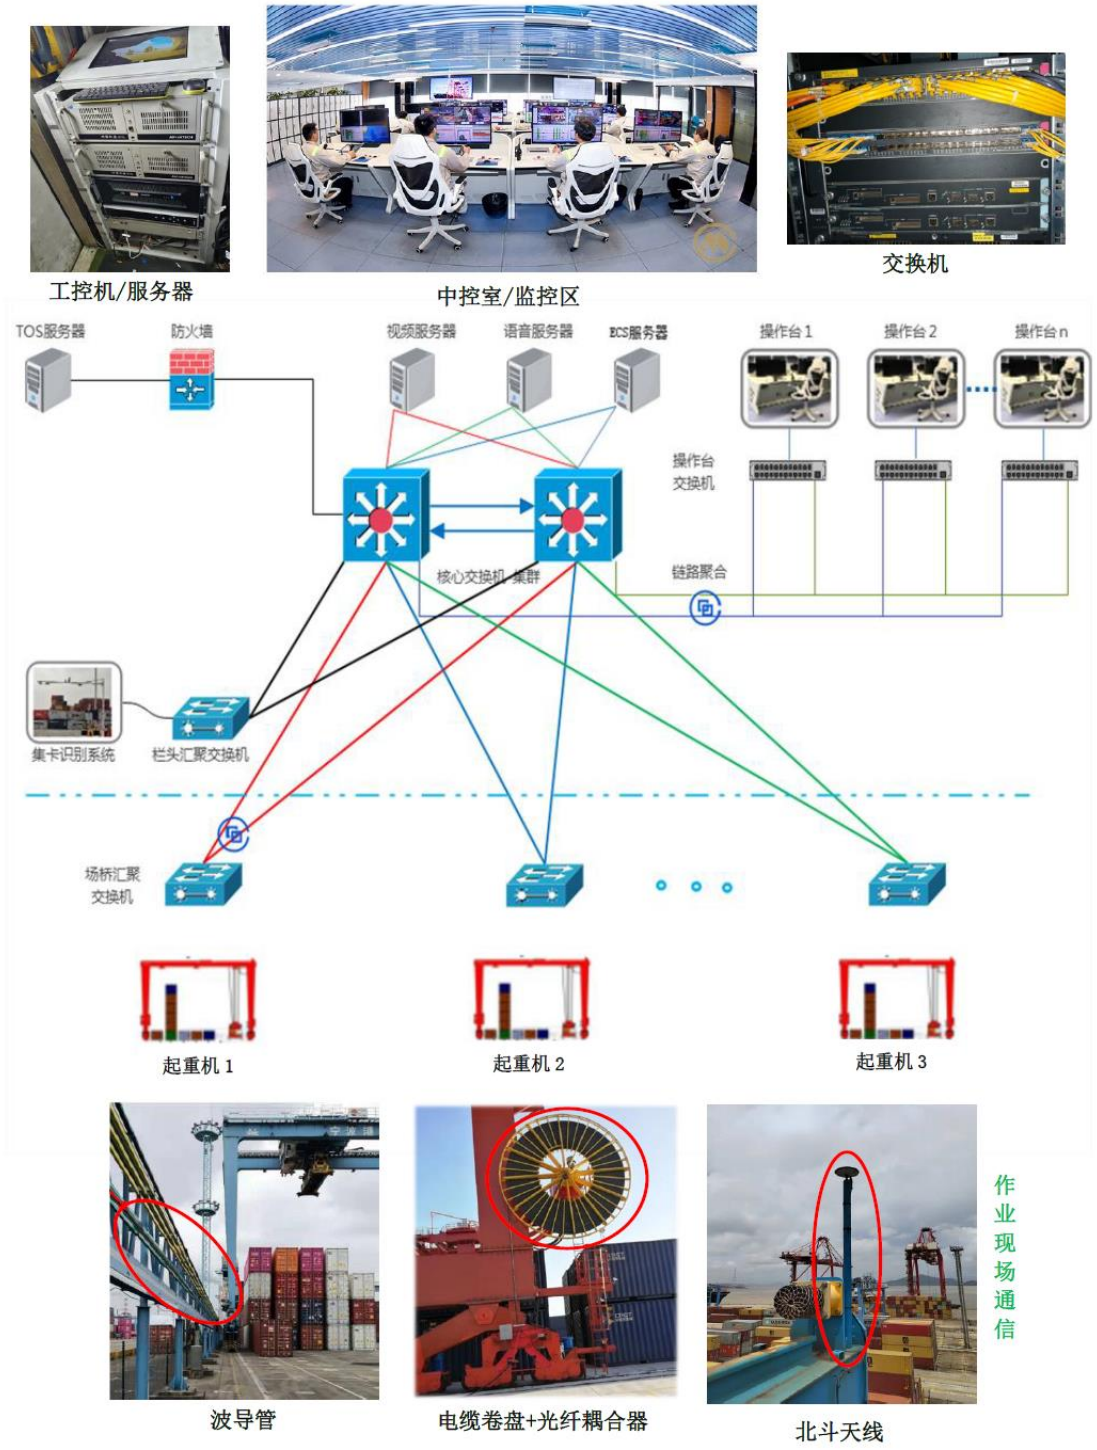 工控机/服务器
中控室/监控区
交换机
TOS服务器
防火墙
视频服务器
语音服务器
ECS服务器
操作台1
操作台2
操作台n
操作台
交换机
核心交换机 集群
链路聚合
集卡识别系统
栏头汇聚交换机
场桥汇聚
交换机
起重机1
起重机2
起重机3
作业现场通信
波导管
电缆卷盘+光纤耦合器
北斗天线